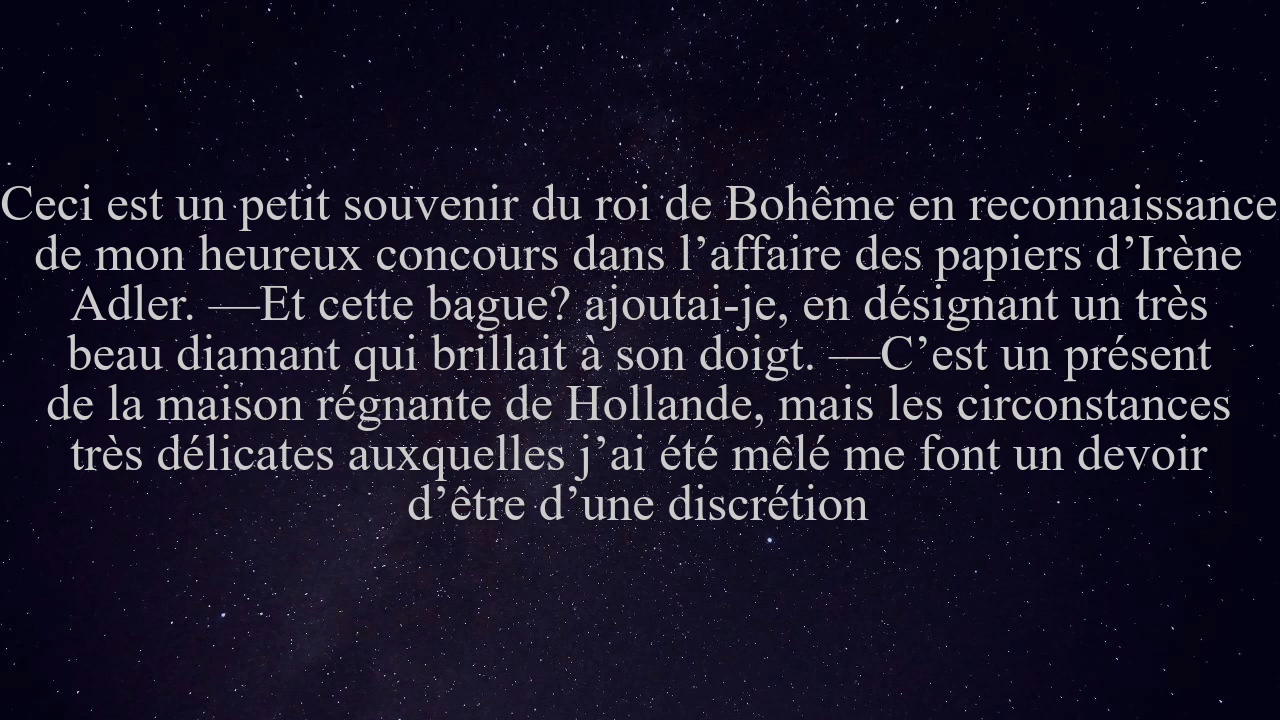 Ceci est un petit souvenir du roi de Bohême en reconnaissance
de mon heureux concours dans l’affaire des papiers d’Irène
Adler. —Et cette bague? ajoutai-je, en désignant un très
beau diamant qui brillait à son doigt. —C’est un présent
de la maison régnante de Hollande, mais les circonstances
très délicates auxquelles j’ai été mêlé me font un devoir
d’être d’une discrétion